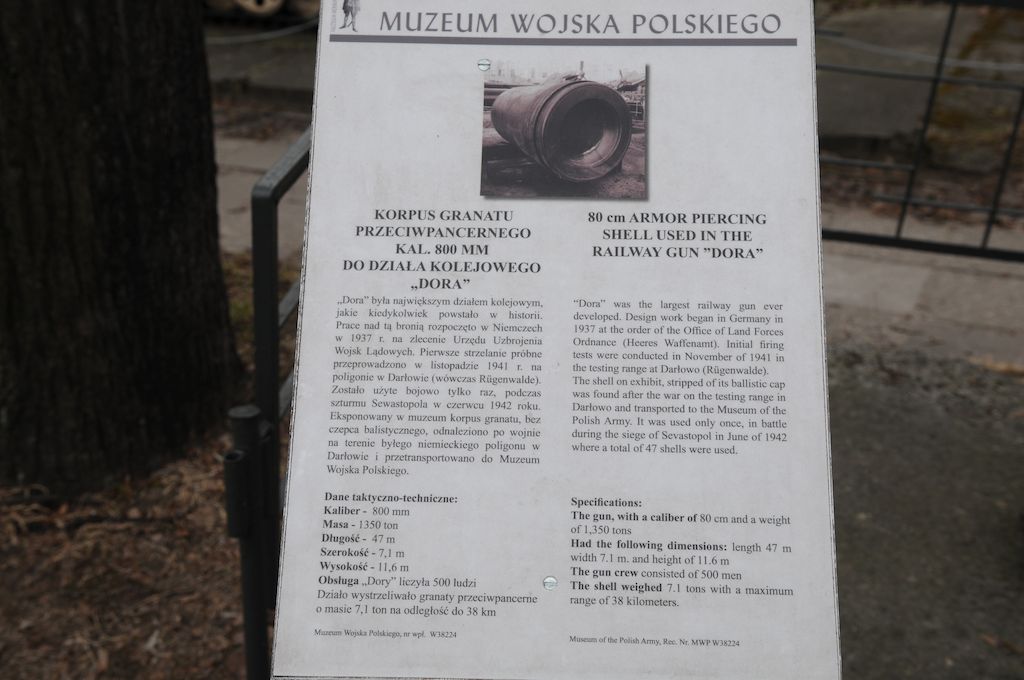 MUZEUM WOJSKA POLSKIEGO
KORPUS GRANATU
PRZECIWPANCERNEGO
KAL. 800 MM
DO DZIAŁA KOLEJOWEGO
„DORA”
„Dora” była największym działem kolejowym,
jakie kiedykolwiek powstało w historii.
Prace nad tą bronią rozpoczęto w Niemczech
w 1937 r. na zlecenie Urzędu Uzbrojenia
Wojsk Lądowych. Pierwsze strzelanie próbne
przeprowadzono w listopadzie 1941 r. na
poligonie w Darłowie (wówczas Rügenwalde).
Zostało użyte bojowo tylko raz, podczas
szturmu Sewastopola w czerwcu 1942 roku.
Eksponowany w muzeum korpus granatu, bez
czepca balistycznego, odnaleziono po wojnie
na terenie byłego niemieckiego poligonu w
Darłowie i przetransportowano do Muzeum
Wojska Polskiego.
Dane taktyczno-techniczne:
Kaliber - 800 mm
Masa - 1350 ton
Długość - 47 m
Szerokość - 7,1 m
Wysokość - 11,6 m
Obsługa „Dory” liczyła 500 ludzi
Działo wystrzeliwało granaty przeciwpancerne
o masie 7,1 ton na odległość do 38 km
Muzeum Wojska Polskiego, nr wpł. W38224
80 cm ARMOR PIERCING
SHELL USED IN THE
RAILWAY GUN ”DORA”
“Dora” was the largest railway gun ever
developed. Design work began in Germany in
1937 at the order of the Office of Land Forces
Ordnance (Heeres Waffenamt). Initial firing
tests were conducted in November of 1941 in
the testing range at Darłowo (Rügenwalde).
The shell on exhibit, stripped of its ballistic cap
was found after the war on the testing range in
Darłowo and transported to the Museum of the
Polish Army. It was used only once, in battle
during the siege of Sevastopol in June of 1942
where a total of 47 shells were used.
Specifications:
The gun, with a caliber of 80 cm and a weight
of 1,350 tons
Had the following dimensions: length 47 m
width 7.1 m. and height of 11.6 m
The gun crew consisted of 500 men
The shell weighed 7.1 tons with a maximum
range of 38 kilometers.
Museum of the Polish Army, Rec. Nr. MWP W38224